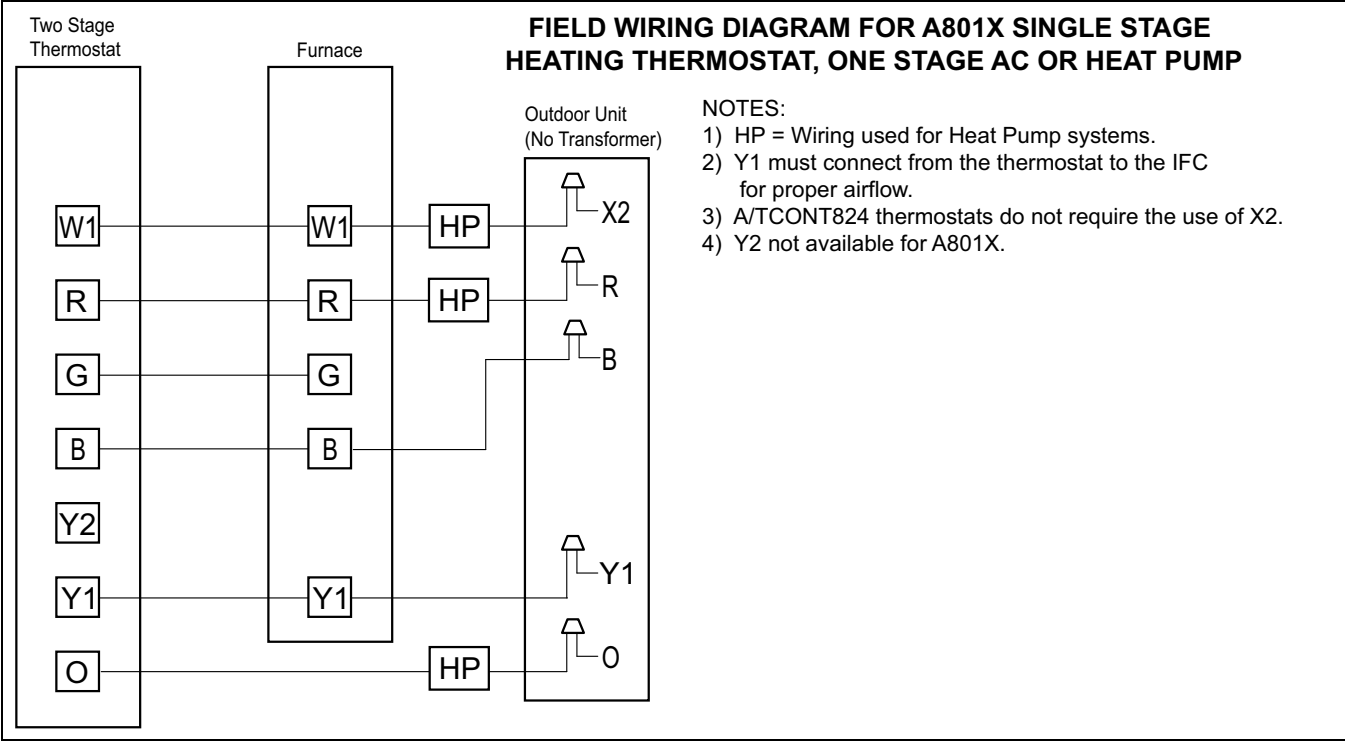 Two Stage
Thermostat
Furnace
FIELD WIRING DIAGRAM FOR A801X SINGLE STAGE
HEATING THERMOSTAT, ONE STAGE AC OR HEAT PUMP
Outdoor Unit
(No Transformer)
NOTES:
1) HP = Wiring used for Heat Pump systems.
2) Y1 must connect from the thermostat to the IFC
for proper airflow.
3) A/TCONT824 thermostats do not require the use of X2.
4) Y2 not available for A801X.
W1 W1 HP X2
R R HP R
G G
B B B
Y2
Y1 Y1 Y1
O HP O